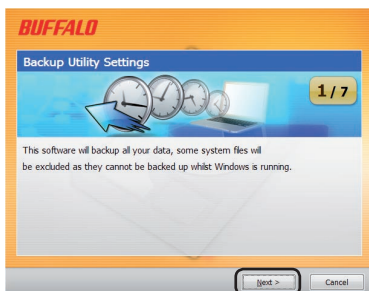 BUFFALO
Backup Utility Settings
1 / 7
This software will backup all your data, some system files will
be excluded as they cannot be backed up whilst Windows is running.
Next >
Cancel